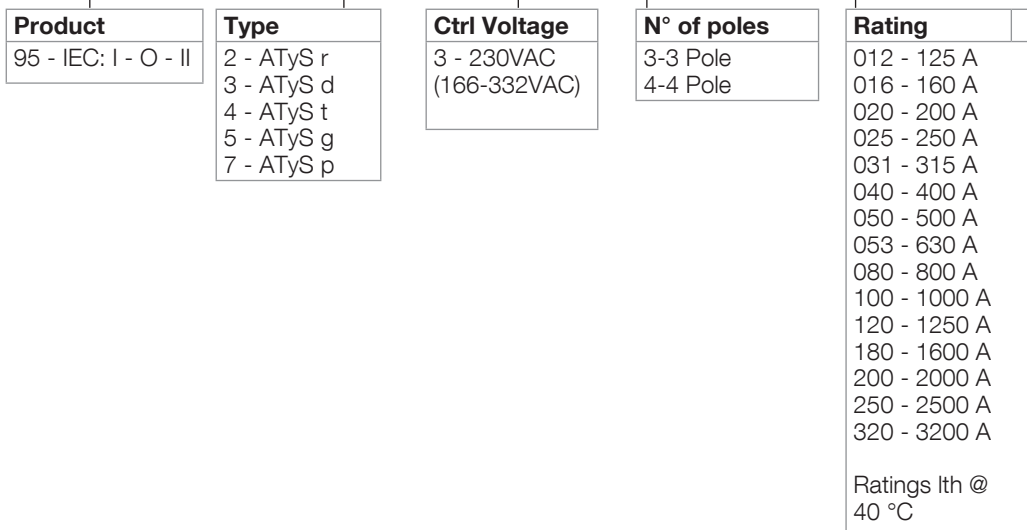 Product
95 - IEC: I - O - II
Type
2 - ATyS r
3 - ATyS d
4 - ATyS t
5 - ATyS g
7 - ATyS p
Ctrl Voltage
3 - 230VAC
(166-332VAC)
N° of poles
3-3 Pole
4-4 Pole
Rating
012 - 125 A
016 - 160 A
020 - 200 A
025 - 250 A
031 - 315 A
040 - 400 A
050 - 500 A
053 - 630 A
080 - 800 A
100 - 1000 A
120 - 1250 A
180 - 1600 A
200 - 2000 A
250 - 2500 A
320 - 3200 A
Ratings Ith @
40 °C